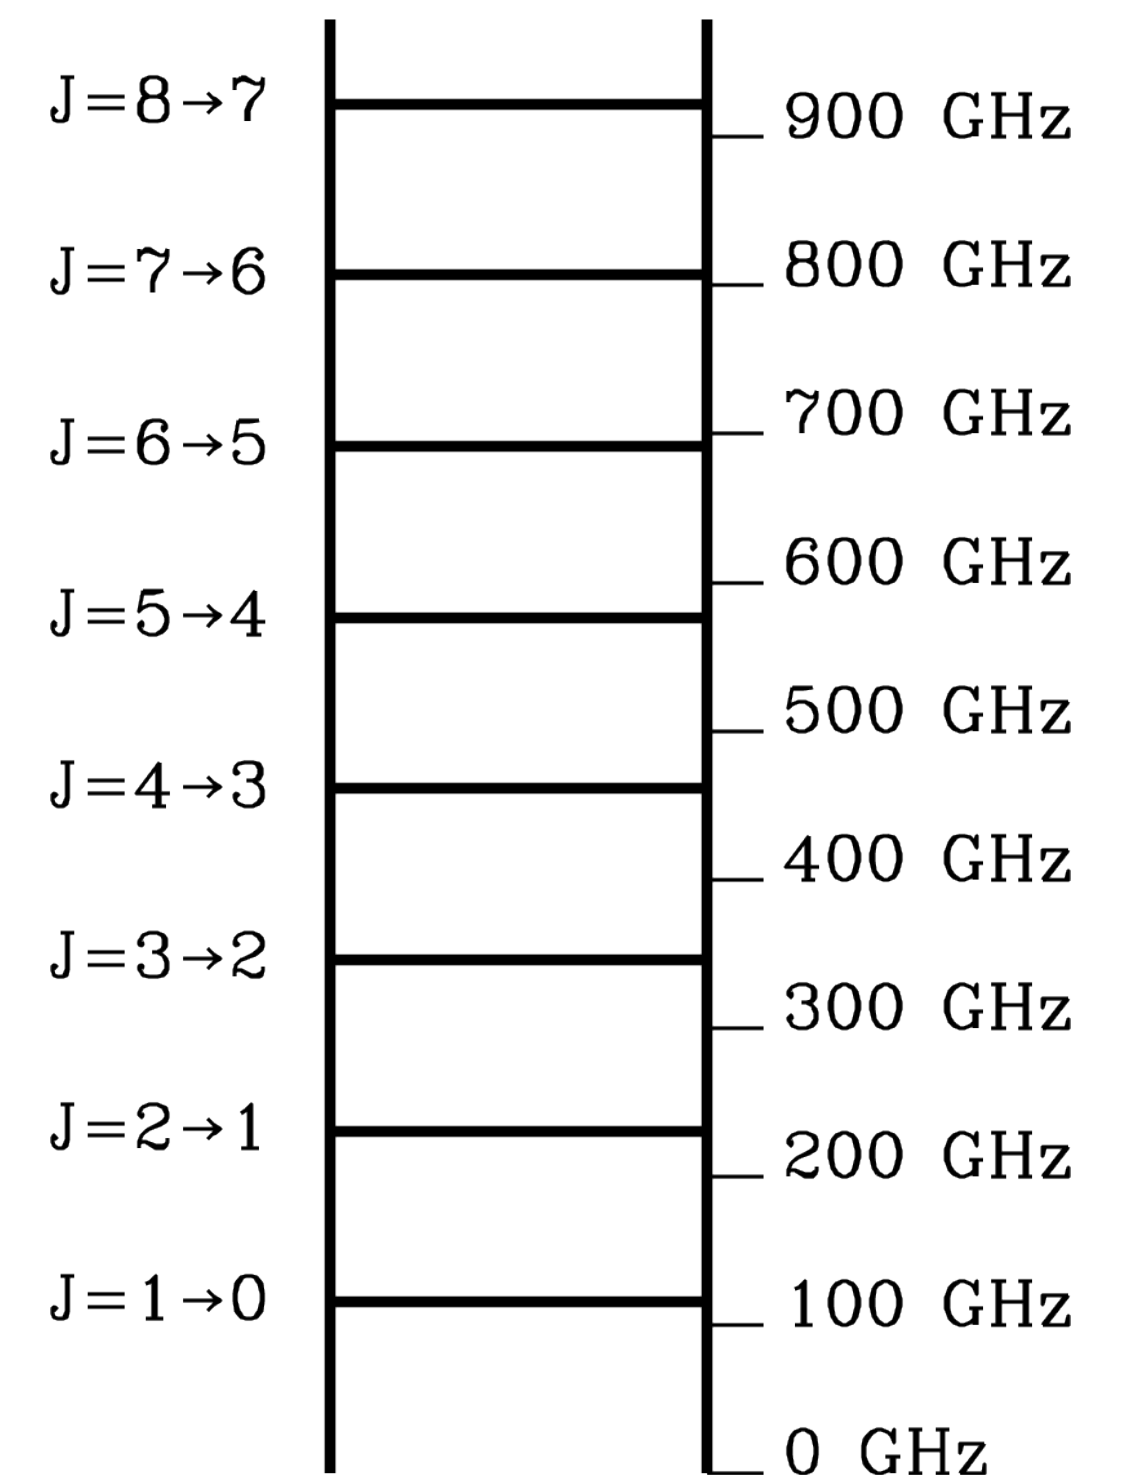 J=8→7
900 GHz
J=7→6
800 GHz
700 GHz
J=6→5
600 GHz
J=5→4
500 GHz
J=4→3
400 GHz
J=3→2
300 GHz
J=2→1
200 GHz
J=1→0
100 GHz
0 GHz